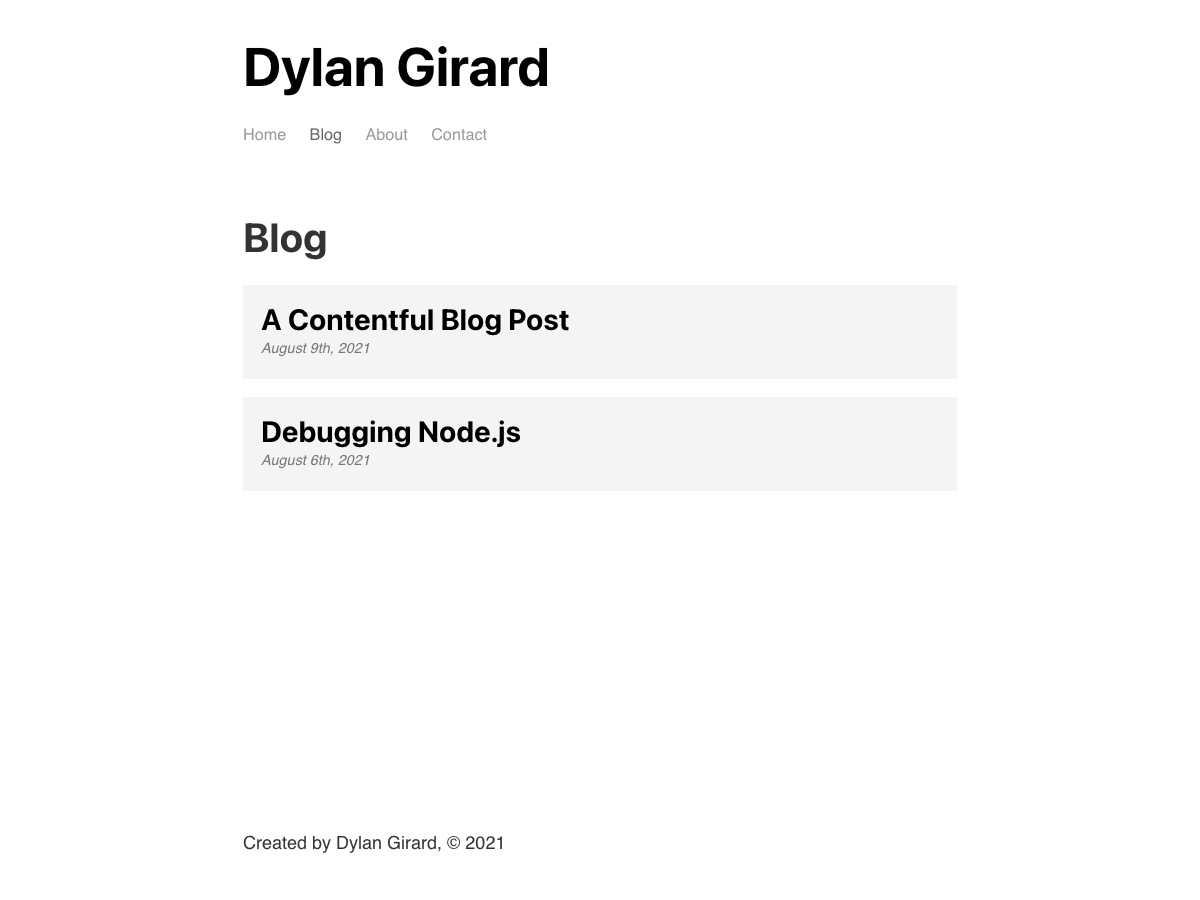 Dylan Girard
Home Blog About Contact
Blog
A Contentful Blog Post
August 9th, 2021
Debugging Node.js
August 6th, 2021
Created by Dylan Girard, © 2021